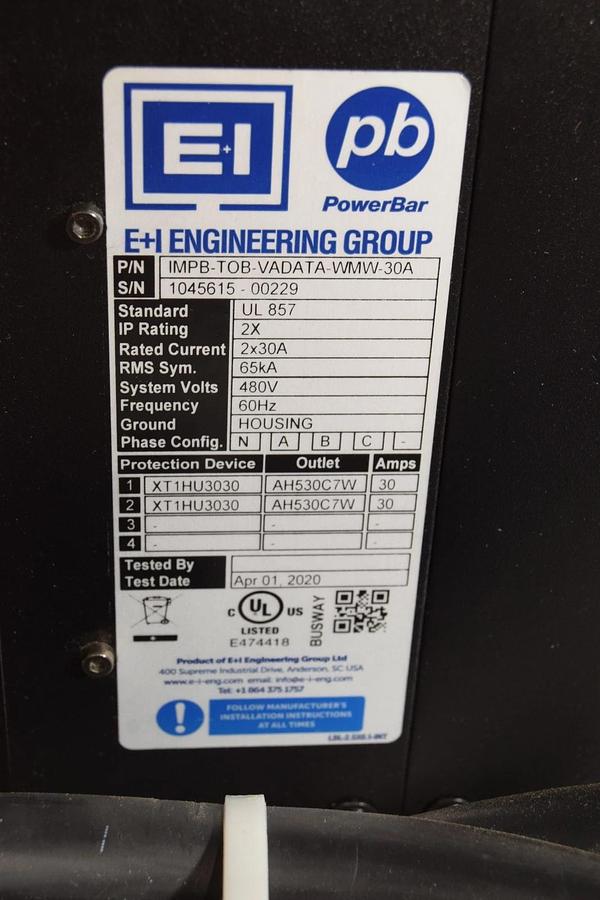 E+I
pb
PowerBar
E+I ENGINEERING GROUP
P/N IMPB-TOB-VADATA-WMW-30A
S/N 1045615 - 00229
Standard UL 857
IP Rating 2X
Rated Current 2x30A
RMS Sym. 65kA
System Volts 480V
Frequency 60Hz
Ground HOUSING
Phase Config. N A B C -
Protection Device Outlet Amps
1 XT1HU3030 AH530C7W 30
2 XT1HU3030 AH530C7W 30
3 - - -
4 - - -
Tested By
Test Date Apr 01, 2020
c UL US
LISTED
E474418
BUSWAY
Product of E+I Engineering Group Ltd
400 Supreme Industrial Drive, Anderson, SC USA
www.e-i-eng.com email: info@e-i-eng.com
Tel: +1 864 375 1757
! FOLLOW MANUFACTURER'S
INSTALLATION INSTRUCTIONS
AT ALL TIMES